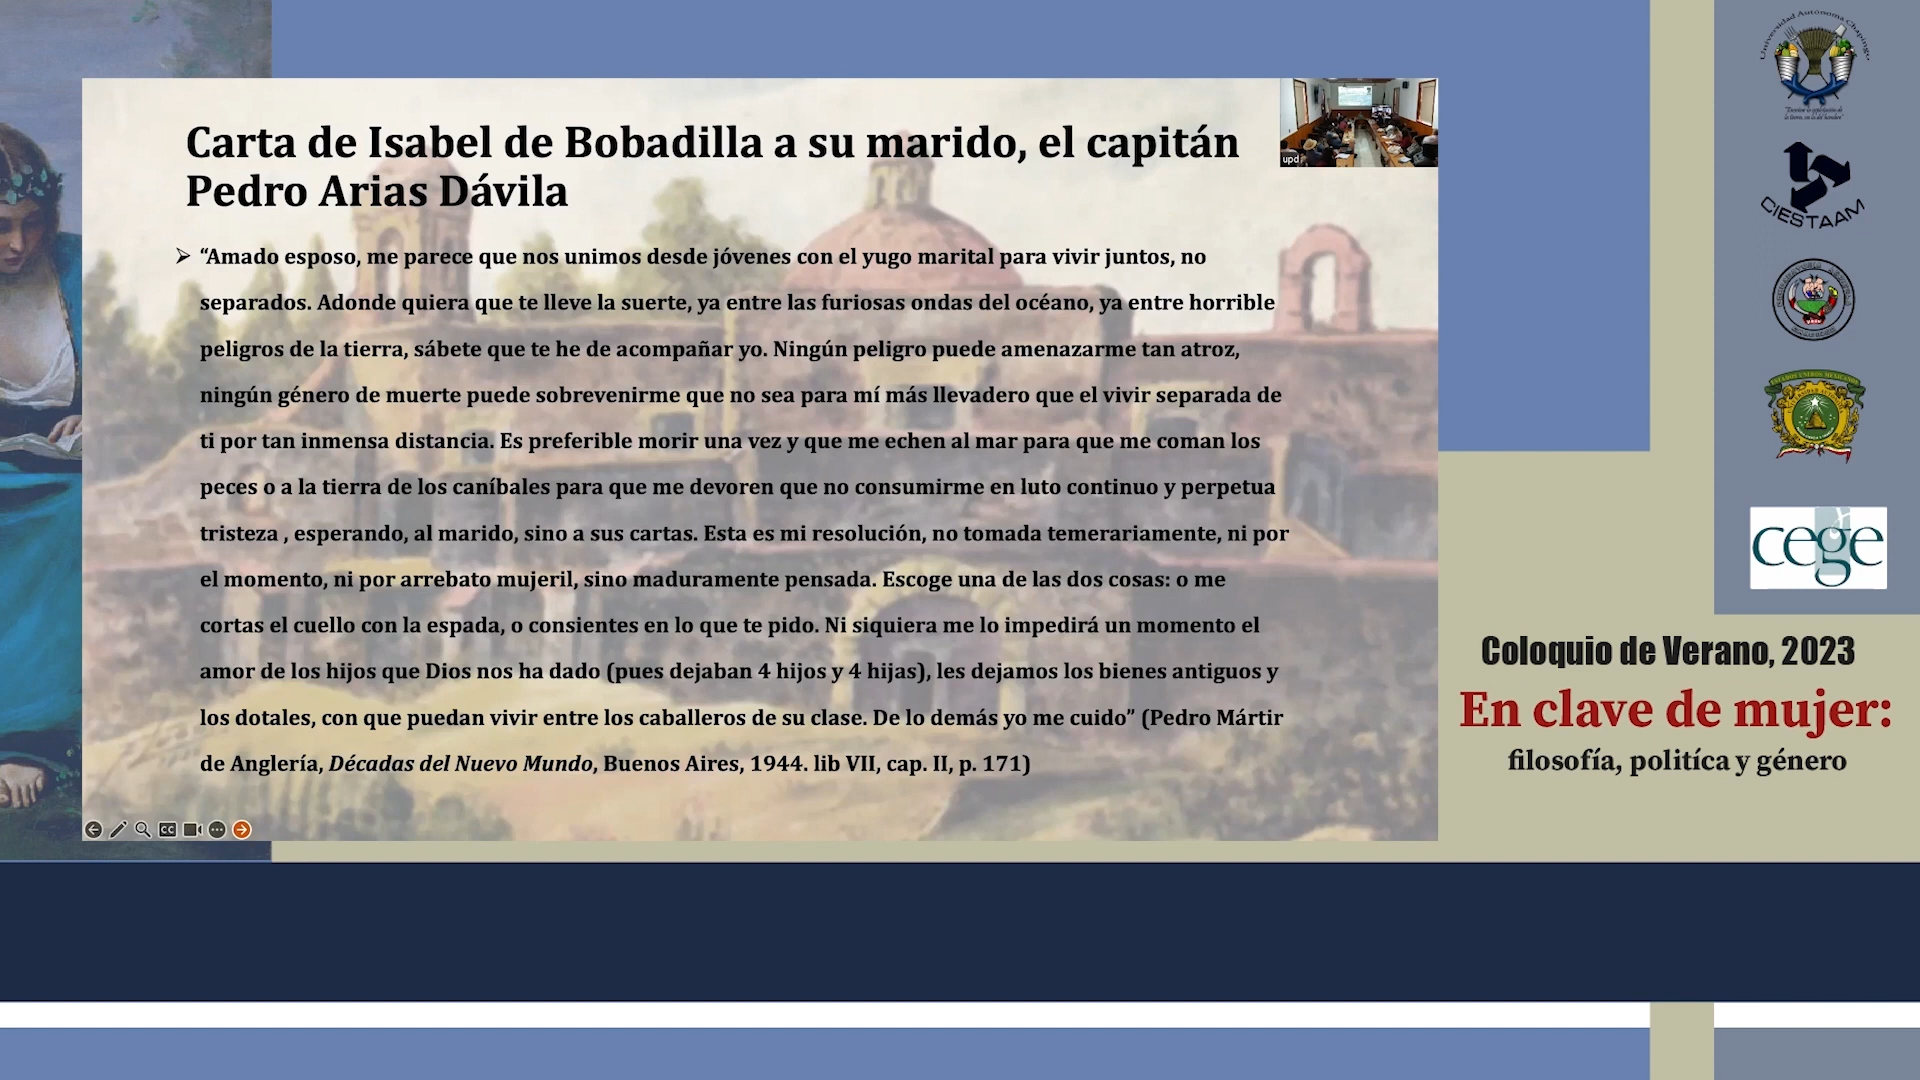 Carta de Isabel de Bobadilla a su marido, el capitán
Pedro Arias Dávila
“Amado esposo, me parece que nos unimos desde jóvenes con el yugo marital para vivir juntos, no
separados. Adonde quiera que te lleve la suerte, ya entre las furiosas ondas del océano, ya entre horrible
peligros de la tierra, sábete que te he de acompañar yo. Ningún peligro puede amenazarme tan atroz,
ningún género de muerte puede sobrevenirme que no sea para mí más llevadero que el vivir separada de
ti por tan inmensa distancia. Es preferible morir una vez y que me echen al mar para que me coman los
peces o a la tierra de los caníbales para que me devoren que no consumirme en luto continuo y perpetua
tristeza , esperando, al marido, sino a sus cartas. Esta es mi resolución, no tomada temerariamente, ni por
el momento, ni por arrebato mujeril, sino maduramente pensada. Escoge una de las dos cosas: o me
cortas el cuello con la espada, o consientes en lo que te pido. Ni siquiera me lo impedirá un momento el
amor de los hijos que Dios nos ha dado (pues dejaban 4 hijos y 4 hijas), les dejamos los bienes antiguos y
los dotales, con que puedan vivir entre los caballeros de su clase. De lo demás yo me cuido” (Pedro Mártir
de Anglería, Décadas del Nuevo Mundo, Buenos Aires, 1944. lib VII, cap. II, p. 171)
upd
CC
Universidad Autónoma Chapingo
CIESTAAM
cege
Coloquio de Verano, 2023
En clave de mujer:
filosofía, politíca y género